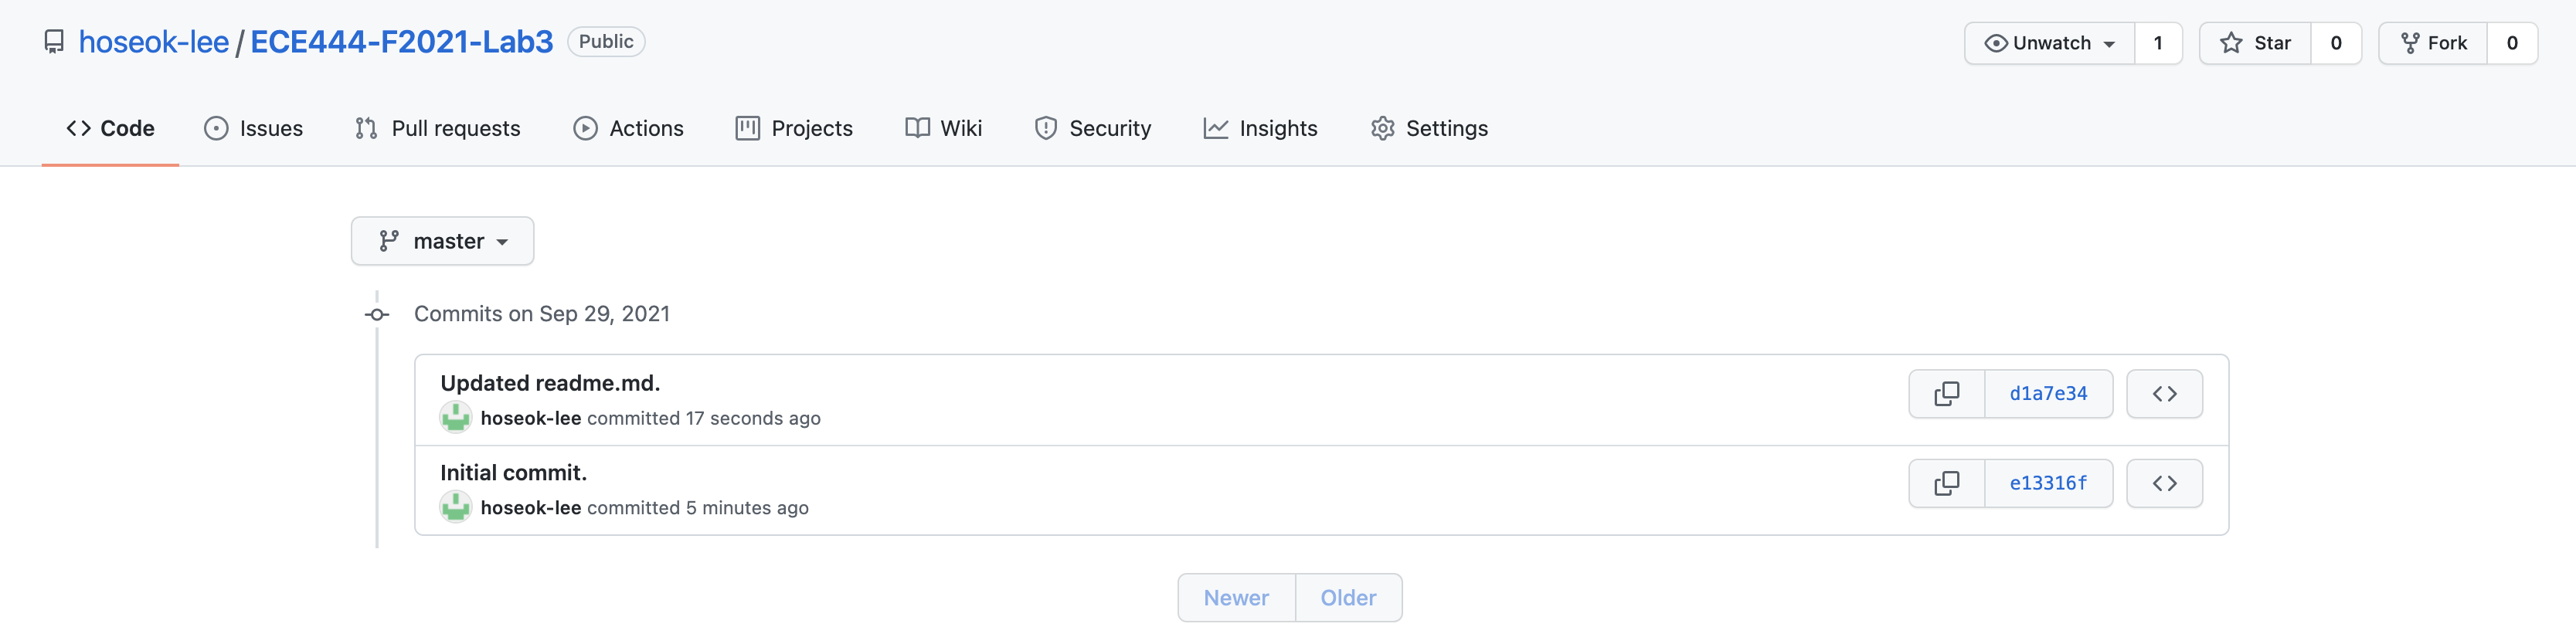 hoseok-lee / ECE444-F2021-Lab3 Public Unwatch 1 Star 0 Fork 0
Code Issues Pull requests Actions Projects Wiki Security Insights Settings
master
Commits on Sep 29, 2021
Updated readme.md. d1a7e34
hoseok-lee committed 17 seconds ago
Initial commit. e13316f
hoseok-lee committed 5 minutes ago
Newer Older